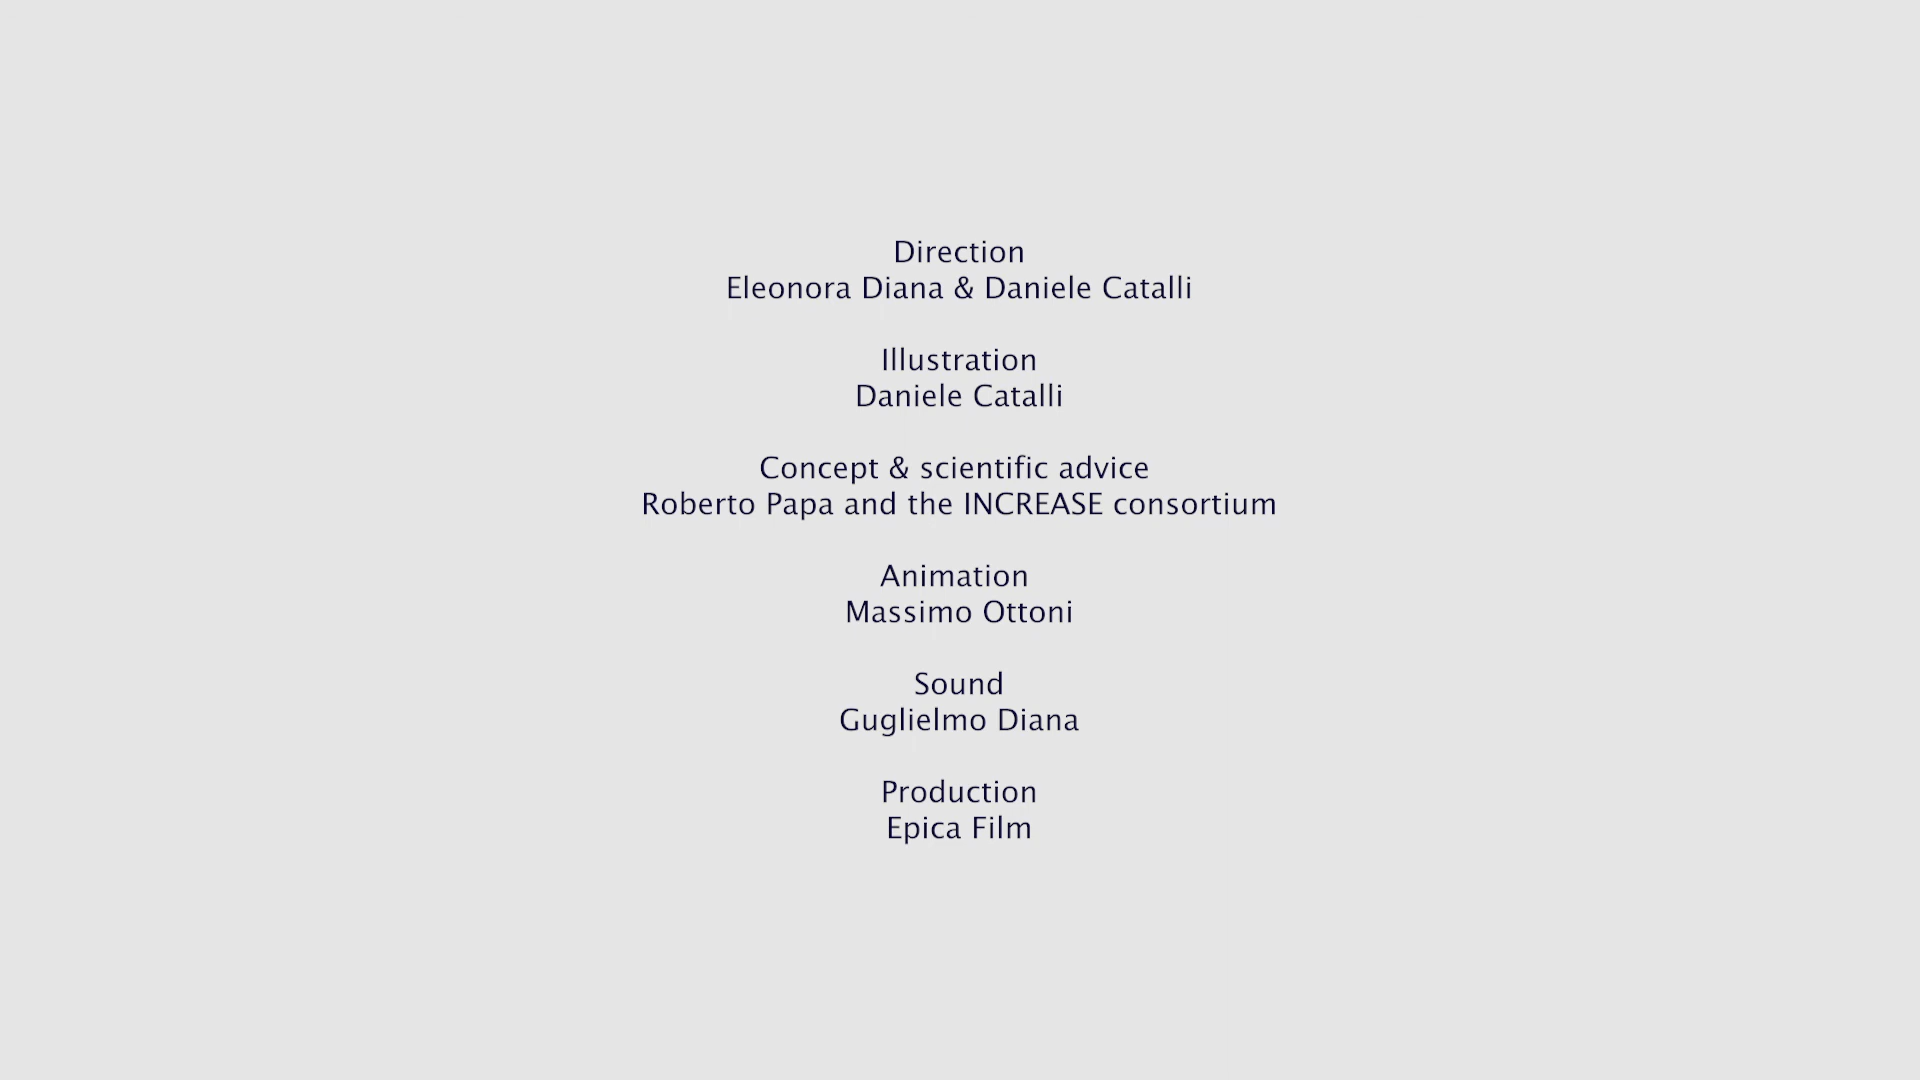 Direction
Eleonora Diana & Daniele Catalli
Illustration
Daniele Catalli
Concept & scientific advice
Roberto Papa and the INCREASE consortium
Animation
Massimo Ottoni
Sound
Guglielmo Diana
Production
Epica Film